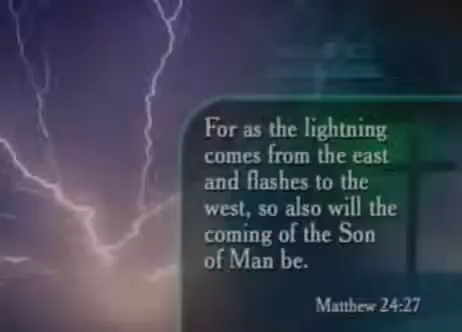 For as the lightning
comes from the east
and flashes to the
west, so also will the
coming of the Son
of Man be.
Matthew 24:27